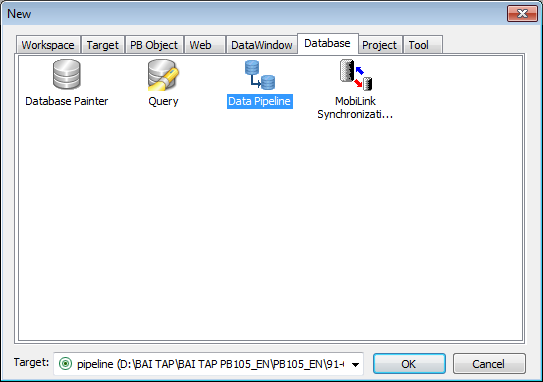 New
Workspace Target PB Object Web DataWindow Database Project Tool
Database Painter Query Data Pipeline MobiLink
Synchronizati...
Target: pipeline (D:\BAI TAP\BAI TAP PB105_EN\PB105_EN\91- OK Cancel